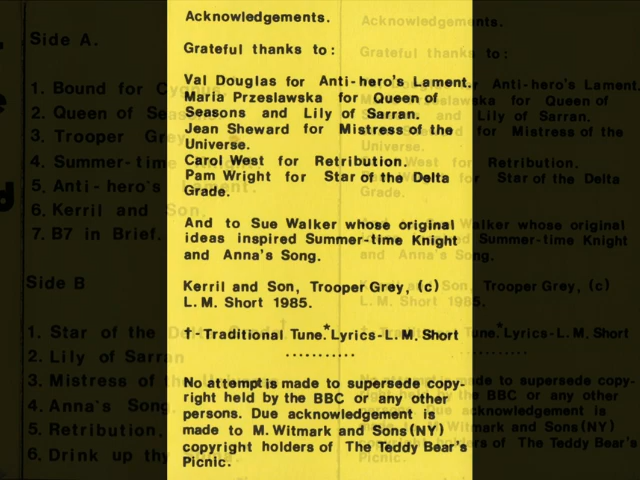 Side A.
1. Bound for Cygnus.
2. Queen of Seasons
3. Trooper Grey
4. Summer-time
5. Anti-hero's Lament.
6. Kerril and Son.
7. B7 in Brief.
Side B
1. Star of the
2. Lily of Sarran
3. Mistress of the
4. Anna's Song.
5. Retribution.
6. Drink up thy
Acknowledgements.
Grateful thanks to:
Val Douglas for Anti-hero's Lament.
Maria Przeslawska for Queen of
Seasons and Lily of Sarran.
Jean Sheward for Mistress of the
Universe.
Carol West for Retribution.
Pam Wright for Star of the Delta
Grade.
And to Sue Walker whose original
ideas inspired Summer-time Knight
and Anna's Song.
Kerril and Son, Trooper Grey, (c)
L. M. Short 1985.
† - Traditional Tune.* Lyrics - L. M. Short
No attempt is made to supersede copy-
right held by the BBC or any other
persons. Due acknowledgement is
made to M. Witmark and Sons (NY)
copyright holders of The Teddy Bear's
Picnic.